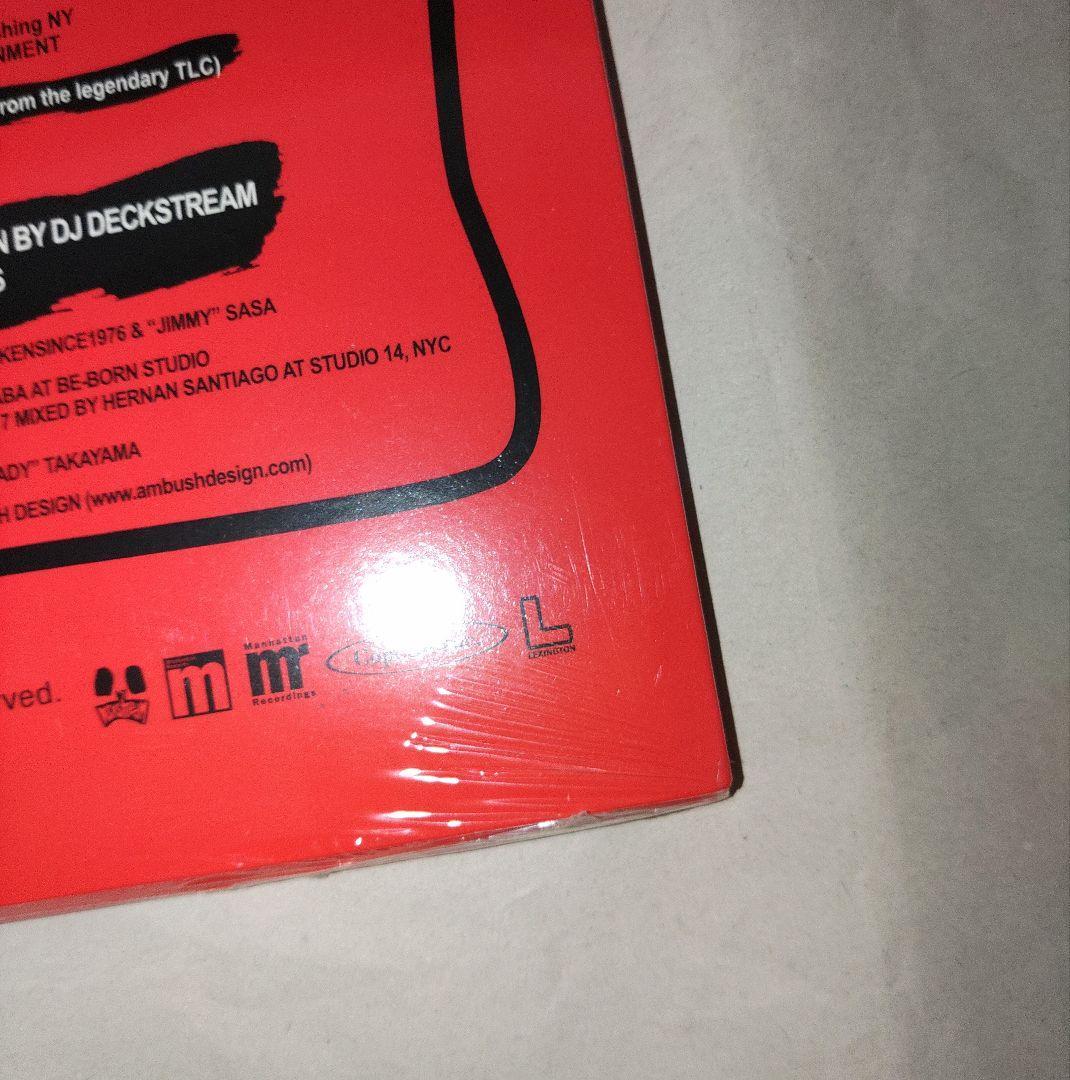 hing NY
NMENT
rom the legendary TLC)
N BY DJ DECKSTREAM
S
KENSINCE1976 & “JIMMY” SASA
ABA AT BE-BORN STUDIO
7 MIXED BY HERNAN SANTIAGO AT STUDIO 14, NYC
ADY” TAKAYAMA
H DESIGN (www.ambushdesign.com)
rved.
m
Manhattan
mr
Recordings
L
LEXINGTON